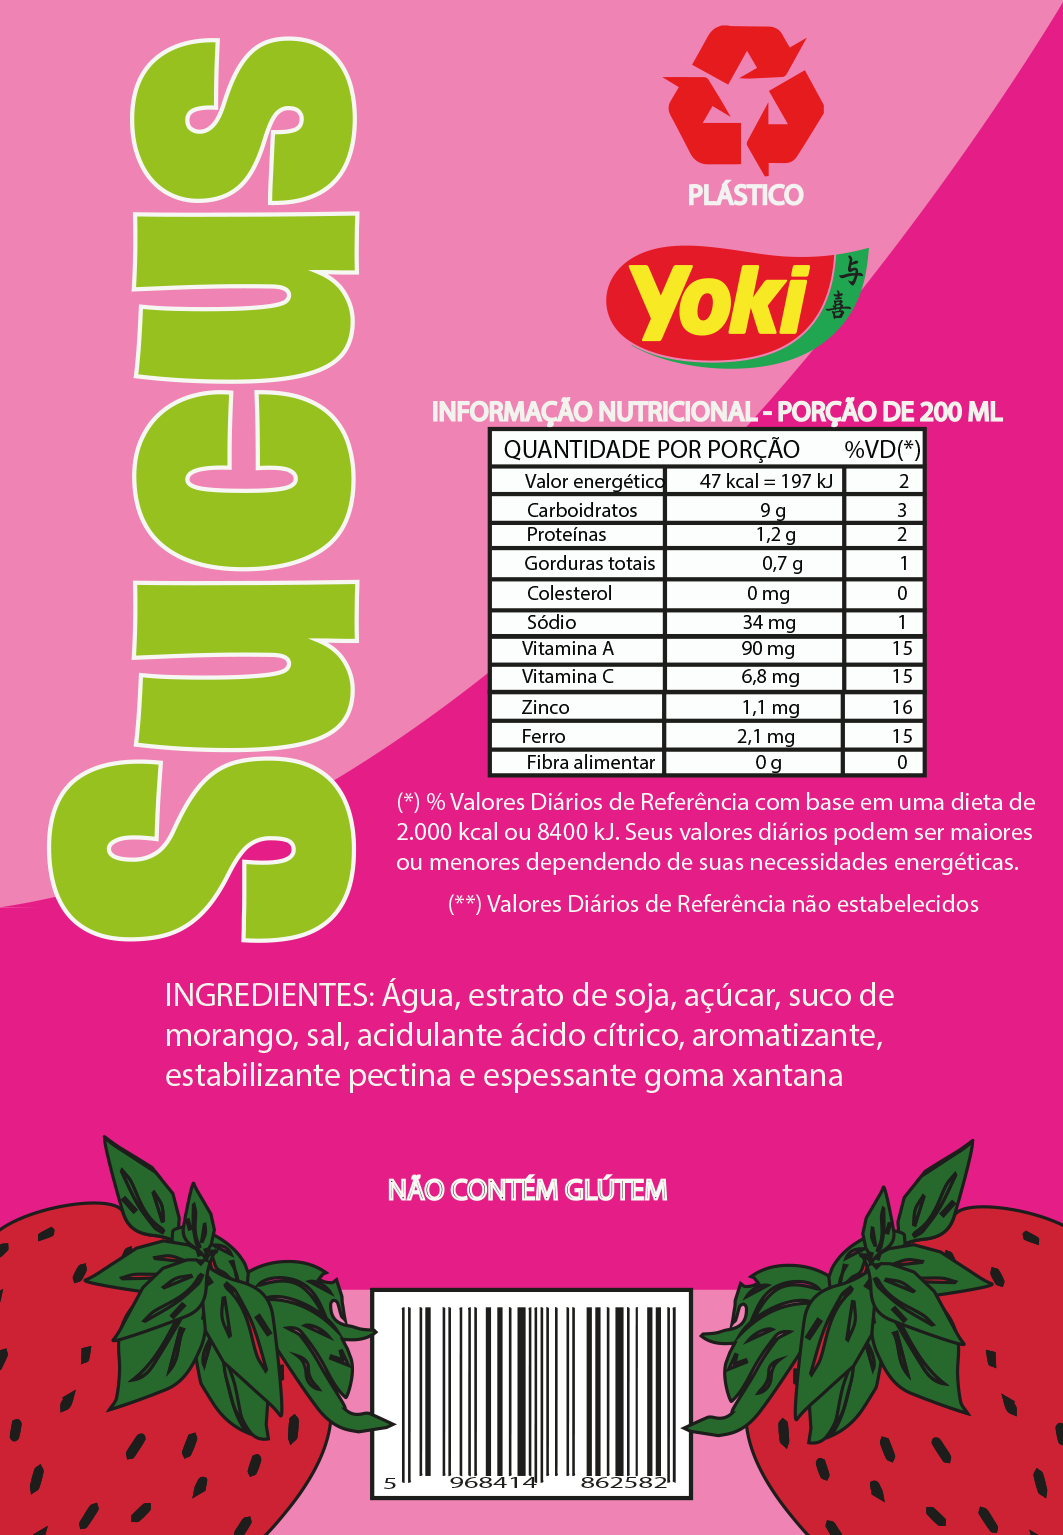 Sucus
PLÁSTICO
Yoki
与
喜
INFORMAÇÃO NUTRICIONAL - PORÇÃO DE 200 ML
QUANTIDADE POR PORÇÃO %VD(*)
Valor energético 47 kcal = 197 kJ 2
Carboidratos 9 g 3
Proteínas 1,2 g 2
Gorduras totais 0,7 g 1
Colesterol 0 mg 0
Sódio 34 mg 1
Vitamina A 90 mg 15
Vitamina C 6,8 mg 15
Zinco 1,1 mg 16
Ferro 2,1 mg 15
Fibra alimentar 0 g 0
(*) % Valores Diários de Referência com base em uma dieta de
2.000 kcal ou 8400 kJ. Seus valores diários podem ser maiores
ou menores dependendo de suas necessidades energéticas.
(**) Valores Diários de Referência não estabelecidos
INGREDIENTES: Água, estrato de soja, açúcar, suco de
morango, sal, acidulante ácido cítrico, aromatizante,
estabilizante pectina e espessante goma xantana
NÃO CONTÉM GLÚTEM
5 968414 862582